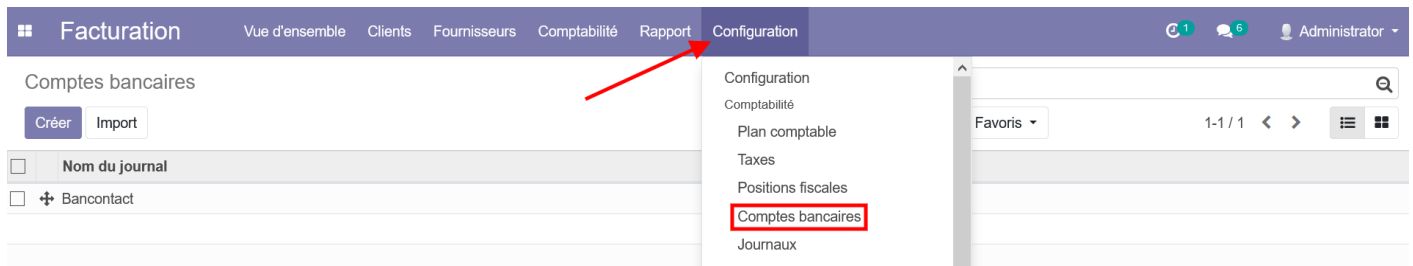 Facturation Vue d'ensemble Clients Fournisseurs Comptabilité Rapport Configuration 1 6 Administrator
Comptes bancaires
Créer Import
Configuration
Comptabilité
Plan comptable
Taxes
Positions fiscales
Comptes bancaires
Journaux
Favoris 1-1 / 1
Nom du journal
Bancontact